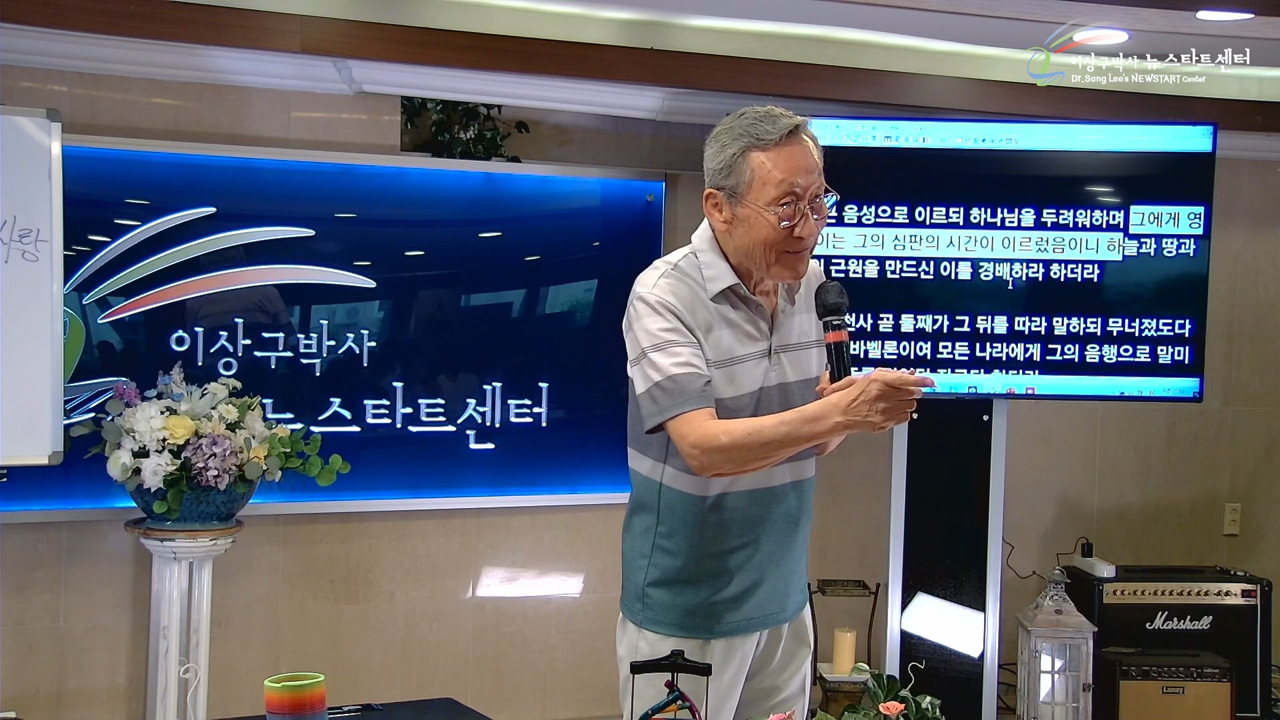 이상구박사 뉴스타트센터
Dr. Sang Lee's NEWSTART Center
사랑
이상구박사
뉴스타트센터
음성으로 이르되 하나님을 두려워하며 그에게 영
이는 그의 심판의 시간이 이르렀음이니 하늘과 땅과
근원을 만드신 이를 경배하라 하더라
천사 곧 둘째가 그 뒤를 따라 말하되 무너졌도다
바벨론이여 모든 나라에게 그의 음행으로 말미
Marshall